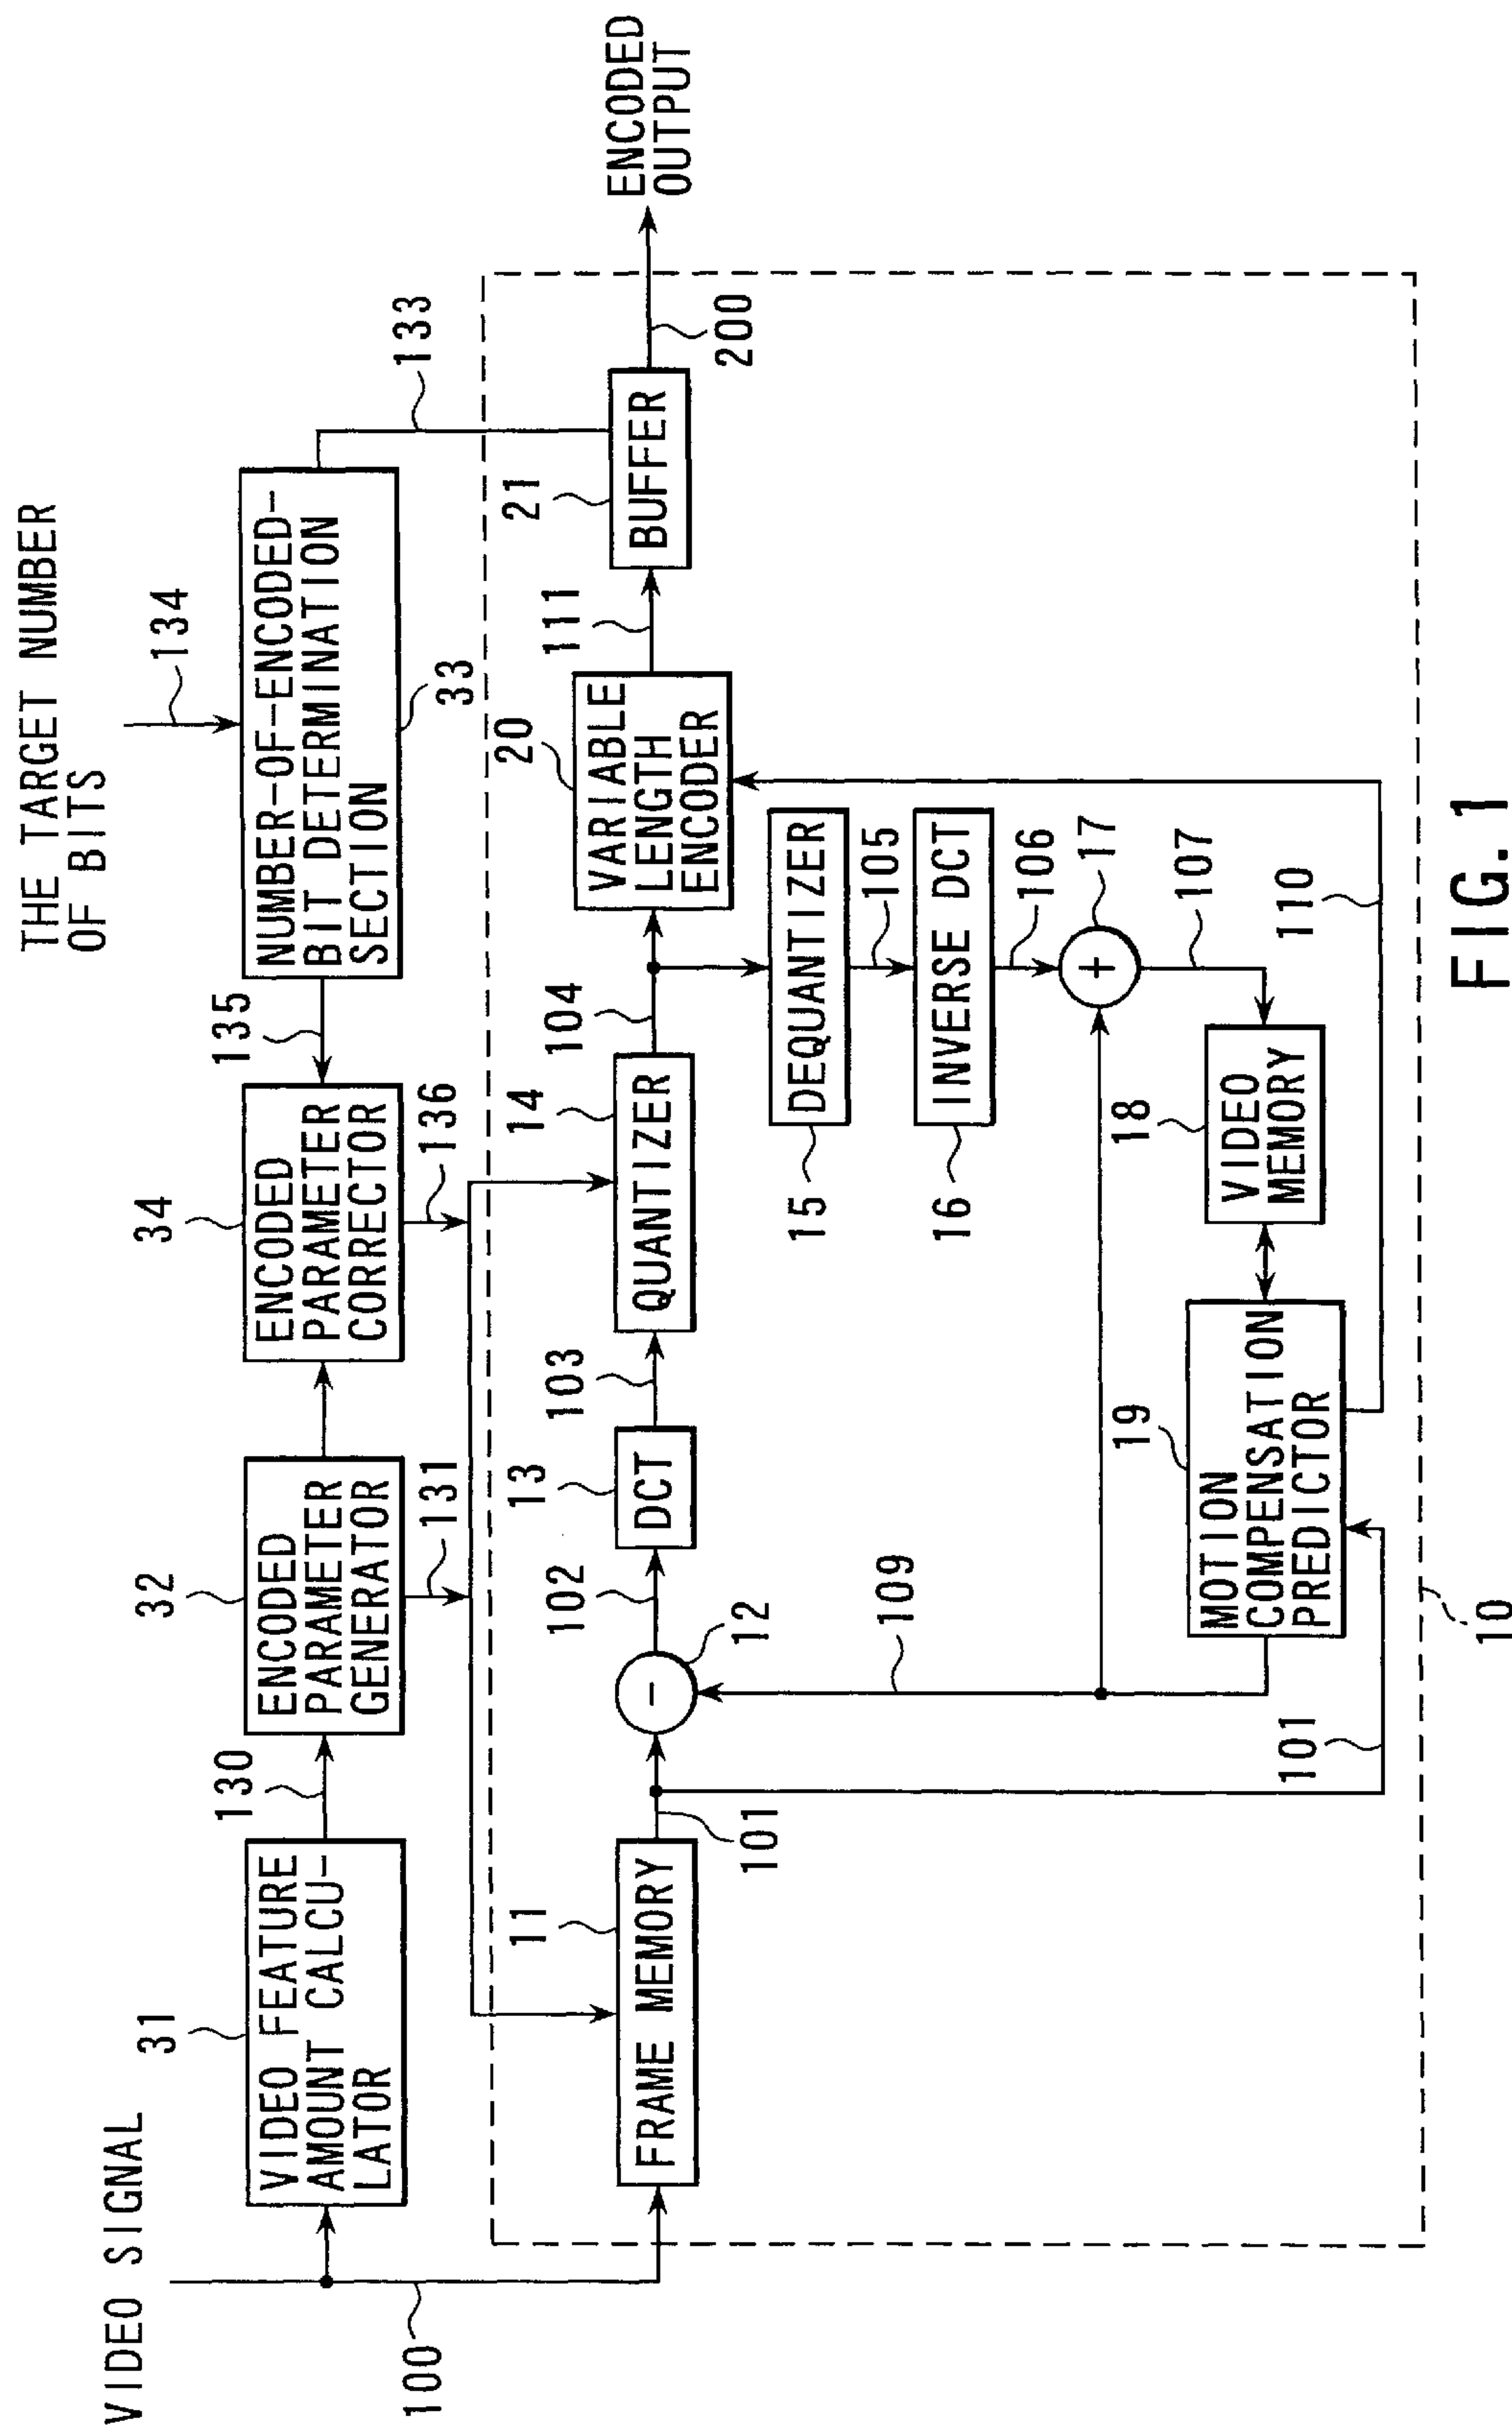 THE TARGET NUMBER
OF BITS
134
VIDEO SIGNAL
100
31
VIDEO FEATURE
AMOUNT CALCU-
LATOR
130
32
ENCODED
PARAMETER
GENERATOR
131
34
ENCODED
PARAMETER
CORRECTOR
136
135
NUMBER-OF-ENCODED-
BIT DETERMINATION
SECTION
33
133
11
FRAME MEMORY
101
12
-
102
13
DCT
103
14
QUANTIZER
104
20
VARIABLE
LENGTH
ENCODER
111
21
BUFFER
200
ENCODED
OUTPUT
15
DEQUANTIZER
105
16
INVERSE DCT
106
17
+
107
109
18
VIDEO
MEMORY
19
MOTION
COMPENSATION
PREDICTOR
101
110
10
FIG. 1